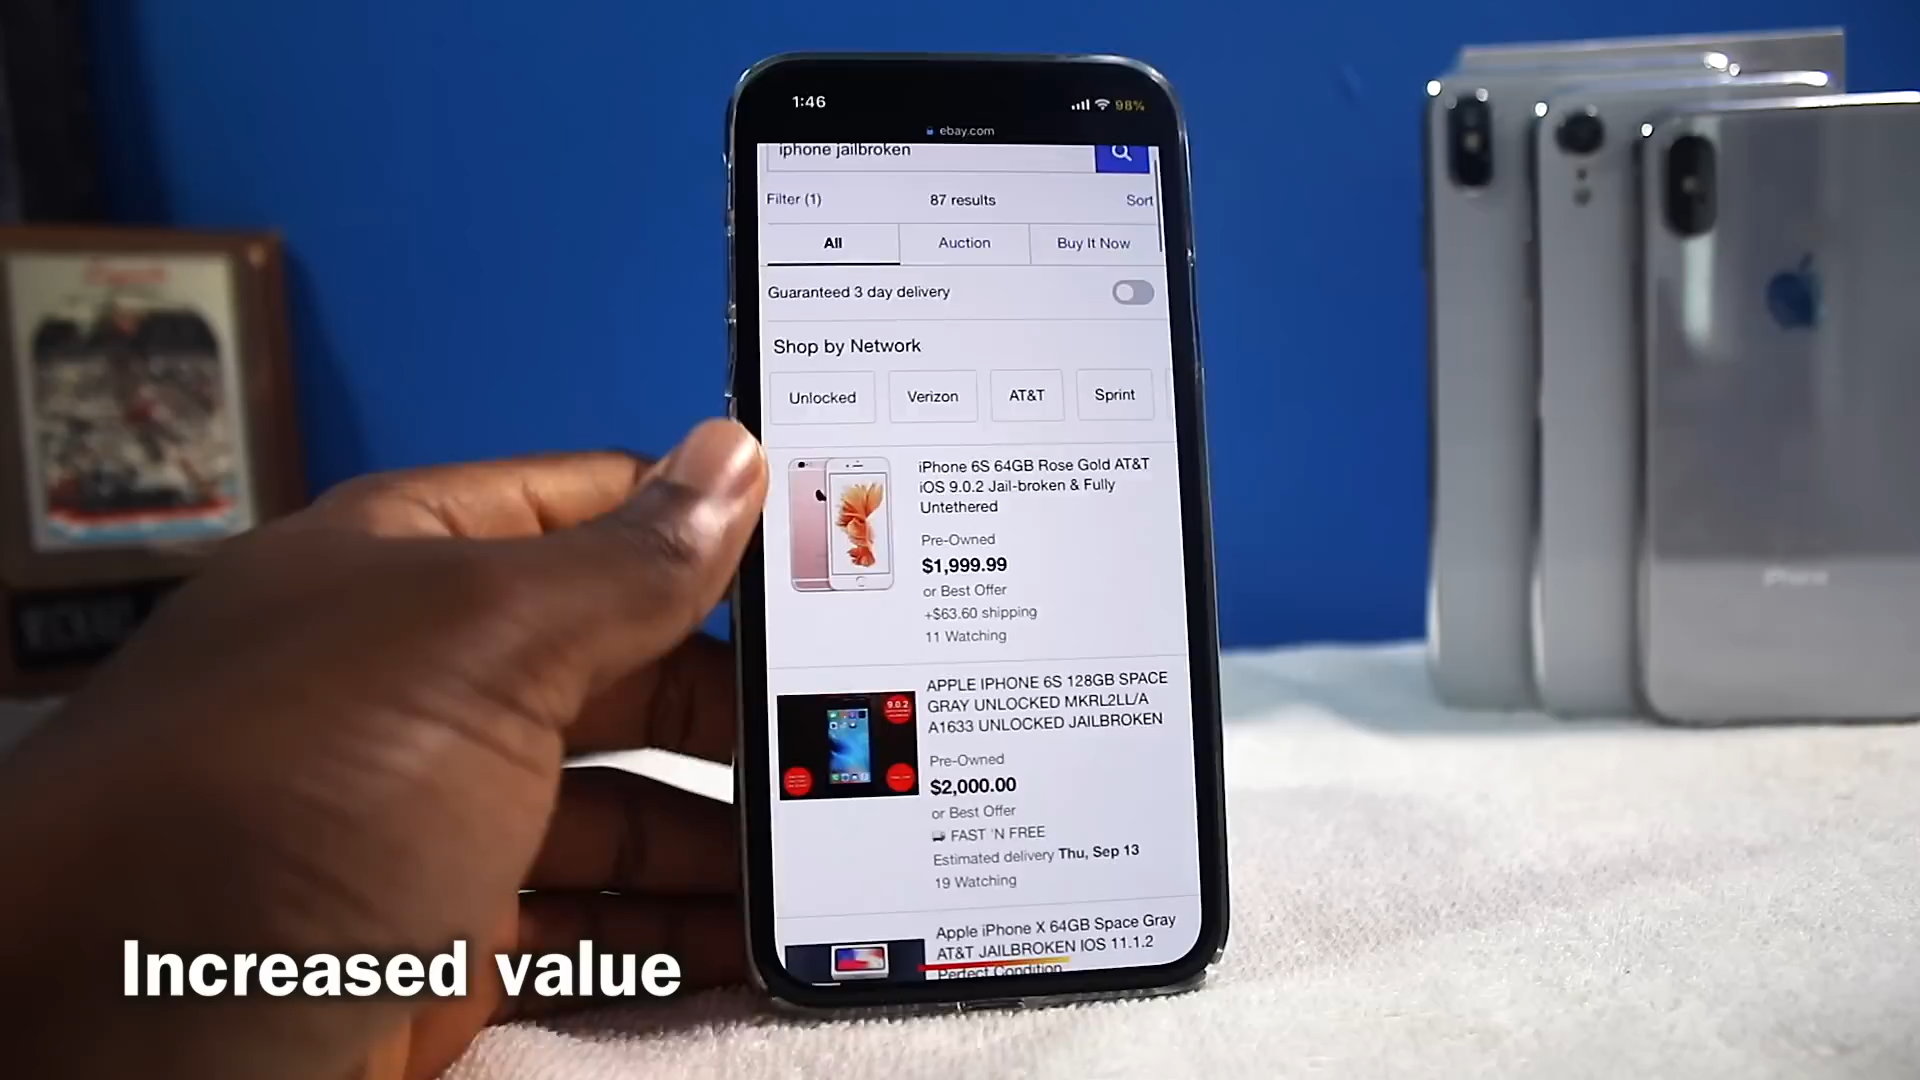 1:46
98%
ebay.com
iphone jailbroken
Filter (1)
87 results
Sort
All
Auction
Buy It Now
Guaranteed 3 day delivery
Shop by Network
Unlocked
Verizon
AT&T
Sprint
iPhone 6S 64GB Rose Gold AT&T
iOS 9.0.2 Jail-broken & Fully
Untethered
Pre-Owned
$1,999.99
or Best Offer
+$63.60 shipping
11 Watching
9.0.2
APPLE IPHONE 6S 128GB SPACE
GRAY UNLOCKED MKRL2LL/A
A1633 UNLOCKED JAILBROKEN
Pre-Owned
$2,000.00
or Best Offer
FAST 'N FREE
Estimated delivery Thu, Sep 13
19 Watching
Apple iPhone X 64GB Space Gray
AT&T JAILBROKEN IOS 11.1.2
Perfect Condition
iPhone
Increased value